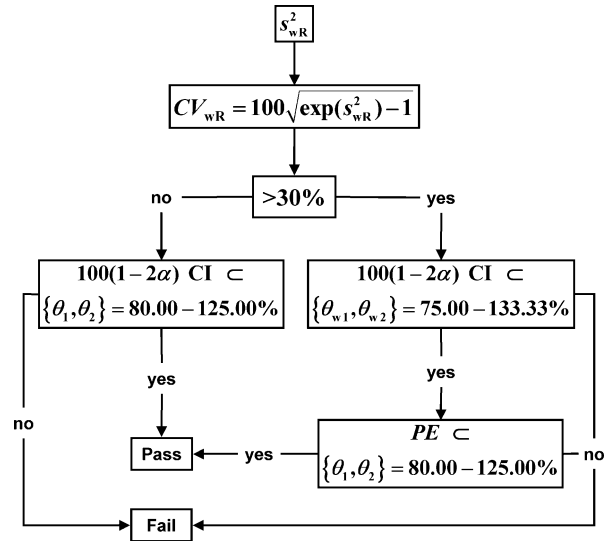 s²wR
CVwR = 100√exp(s²wR) − 1
>30%
no
yes
100(1 − 2α) CI ⊂
{θ1, θ2} = 80.00 − 125.00%
100(1 − 2α) CI ⊂
{θw1, θw2} = 75.00 − 133.33%
yes
yes
no
PE ⊂
{θ1, θ2} = 80.00 − 125.00%
no
yes
Pass
Fail